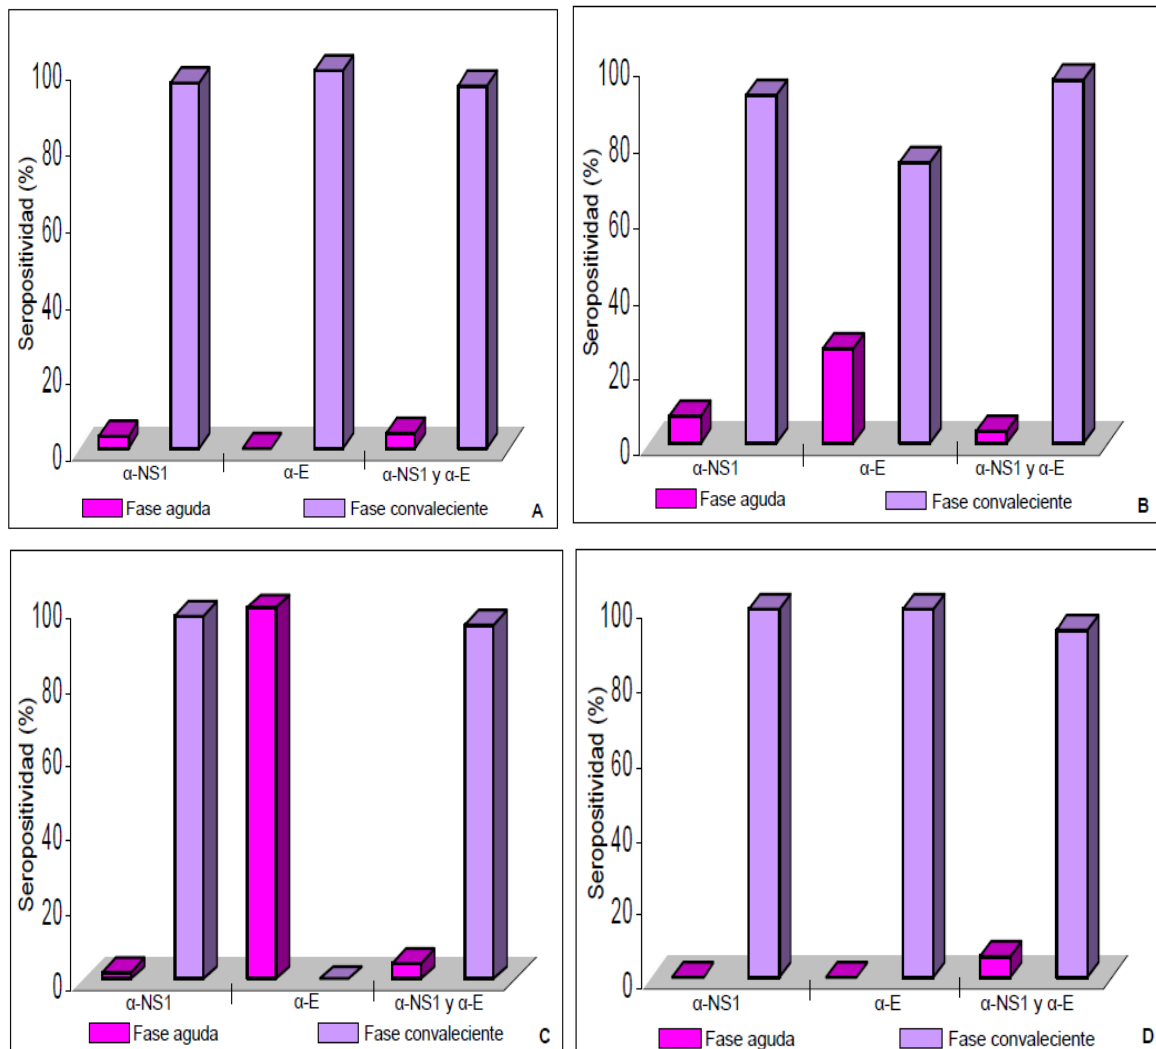 Seropositividad (%)
100
80
60
40
20
0
α-NS1
α-E
α-NS1 y α-E
Fase aguda
Fase convaleciente
A
Seropositividad (%)
100
80
60
40
20
0
α-NS1
α-E
α-NS1 y α-E
Fase aguda
Fase convaleciente
B
Seropositividad (%)
100
80
60
40
20
0
α-NS1
α-E
α-NS1 y α-E
Fase aguda
Fase convaleciente
C
Seropositividad (%)
100
80
60
40
20
0
α-NS1
α-E
α-NS1 y α-E
Fase aguda
Fase convaleciente
D